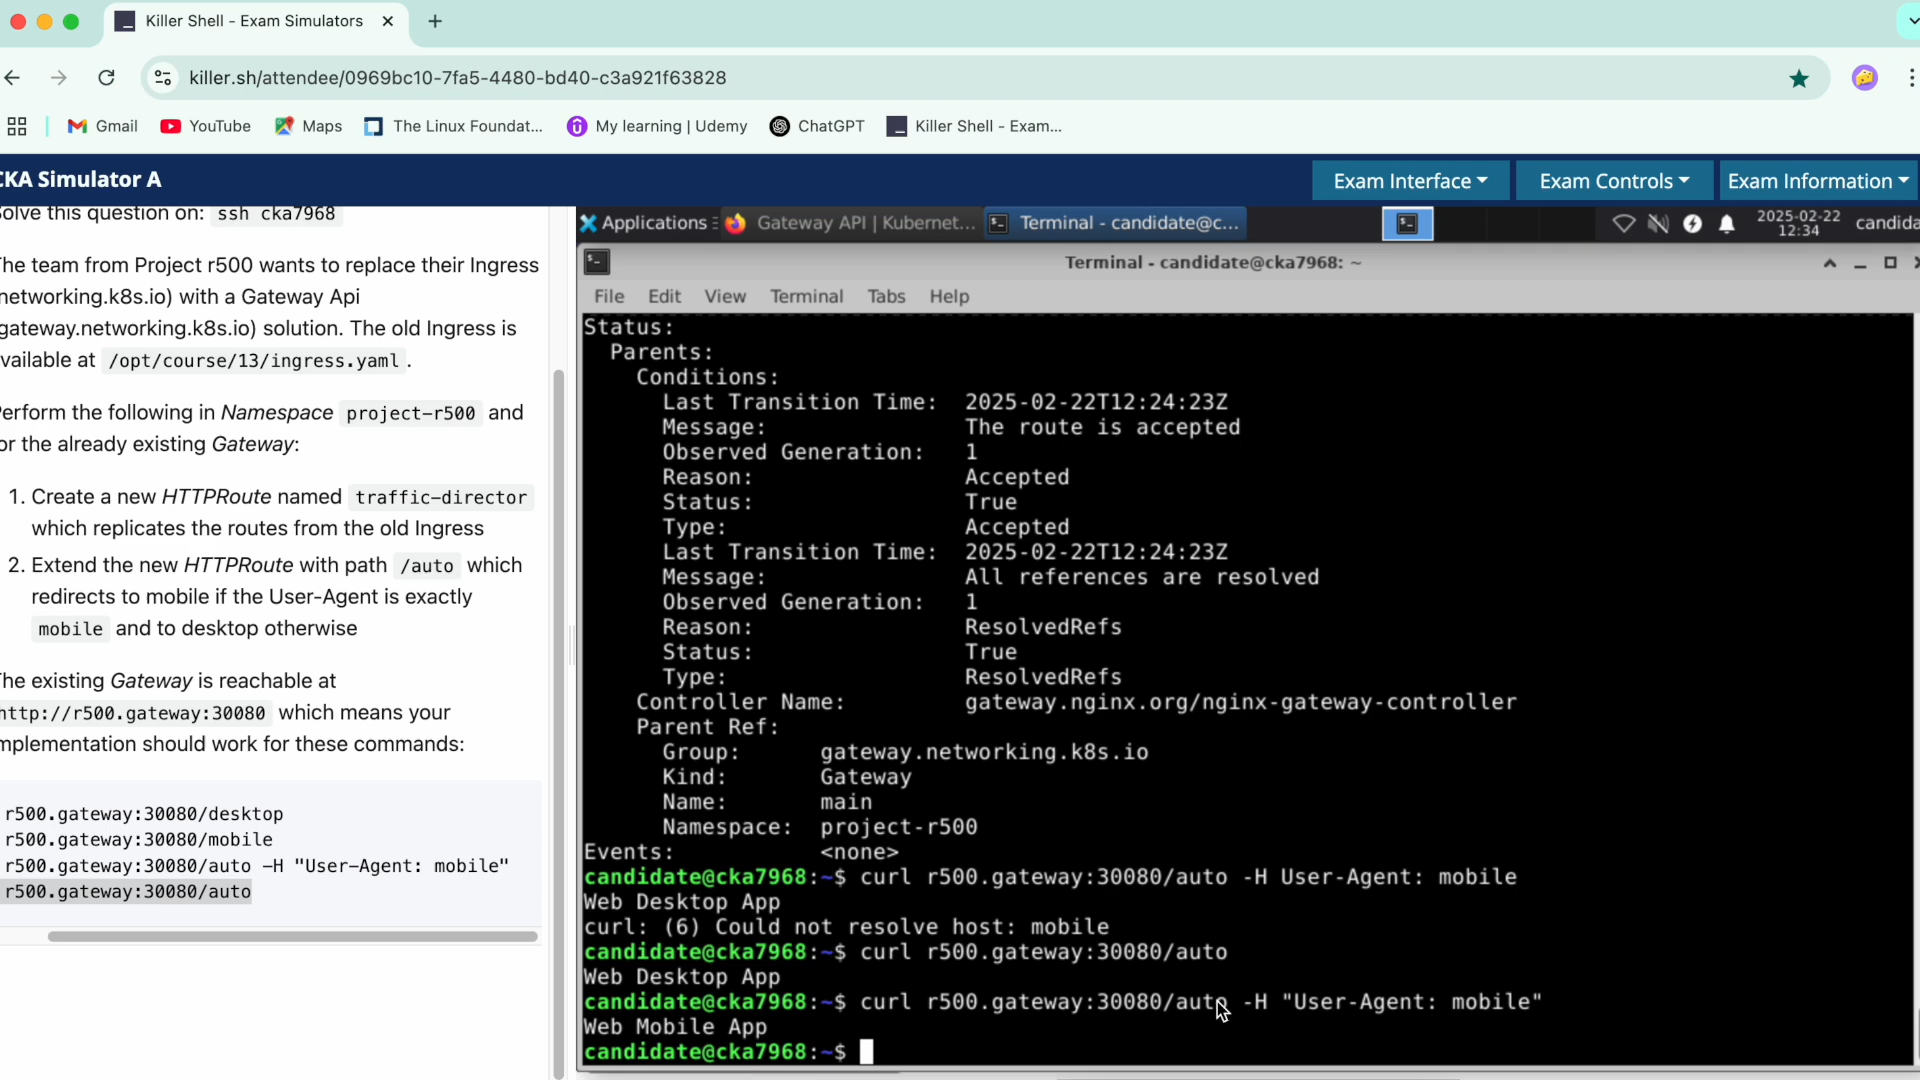 Killer Shell - Exam Simulators
killer.sh/attendee/0969bc10-7fa5-4480-bd40-c3a921f63828
Gmail
YouTube
Maps
The Linux Foundat...
My learning | Udemy
ChatGPT
Killer Shell - Exam...
CKA Simulator A
Exam Interface
Exam Controls
Exam Information
olve this question on: ssh cka7968
he team from Project r500 wants to replace their Ingress
networking.k8s.io) with a Gateway Api
gateway.networking.k8s.io) solution. The old Ingress is
vailable at /opt/course/13/ingress.yaml .
erform the following in Namespace project-r500 and
or the already existing Gateway:
1. Create a new HTTPRoute named traffic-director
which replicates the routes from the old Ingress
2. Extend the new HTTPRoute with path /auto which
redirects to mobile if the User-Agent is exactly
mobile and to desktop otherwise
he existing Gateway is reachable at
http://r500.gateway:30080 which means your
mplementation should work for these commands:
r500.gateway:30080/desktop
r500.gateway:30080/mobile
r500.gateway:30080/auto -H "User-Agent: mobile"
r500.gateway:30080/auto
Applications
Gateway API | Kubernet...
Terminal - candidate@c...
2025-02-22
12:34
candida
Terminal - candidate@cka7968: ~
File Edit View Terminal Tabs Help
Status:
Parents:
Conditions:
Last Transition Time: 2025-02-22T12:24:23Z
Message: The route is accepted
Observed Generation: 1
Reason: Accepted
Status: True
Type: Accepted
Last Transition Time: 2025-02-22T12:24:23Z
Message: All references are resolved
Observed Generation: 1
Reason: ResolvedRefs
Status: True
Type: ResolvedRefs
Controller Name: gateway.nginx.org/nginx-gateway-controller
Parent Ref:
Group: gateway.networking.k8s.io
Kind: Gateway
Name: main
Namespace: project-r500
Events: <none>
candidate@cka7968:~$ curl r500.gateway:30080/auto -H User-Agent: mobile
Web Desktop App
curl: (6) Could not resolve host: mobile
candidate@cka7968:~$ curl r500.gateway:30080/auto
Web Desktop App
candidate@cka7968:~$ curl r500.gateway:30080/auto -H "User-Agent: mobile"
Web Mobile App
candidate@cka7968:~$